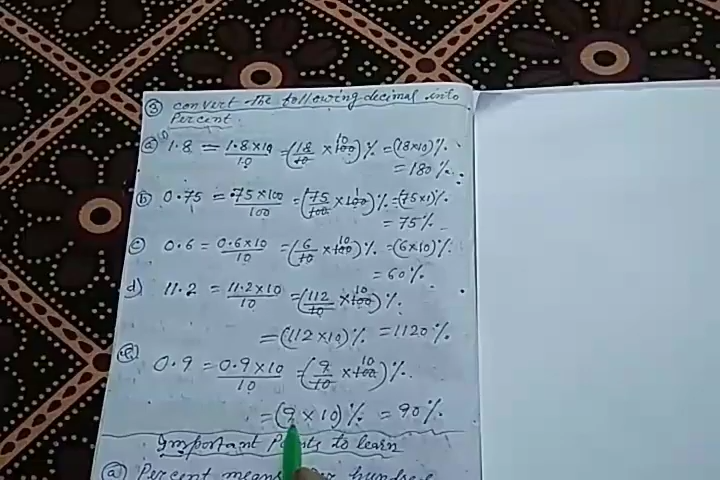 ③ convert the following decimal into
Percent.
ⓐ 1.8 = 1.8×10/10 = (18/10 × 100 10)% = (18×10)%
= 180%
ⓑ 0.75 = .75×100/100 = (75/100 × 100 1)% = (75×1)%
= 75%
ⓒ 0.6 = 0.6×10/10 = (6/10 × 100 10)% = (6×10)%
= 60%
d) 11.2 = 11.2×10/10 = (112/10 × 100 10)%
= (112×10)% = 1120%
ⓔ 0.9 = 0.9×10/10 = (9/10 × 100 10)%
= (9×10)% = 90%
Important Points to learn
ⓐ Percent means hundred